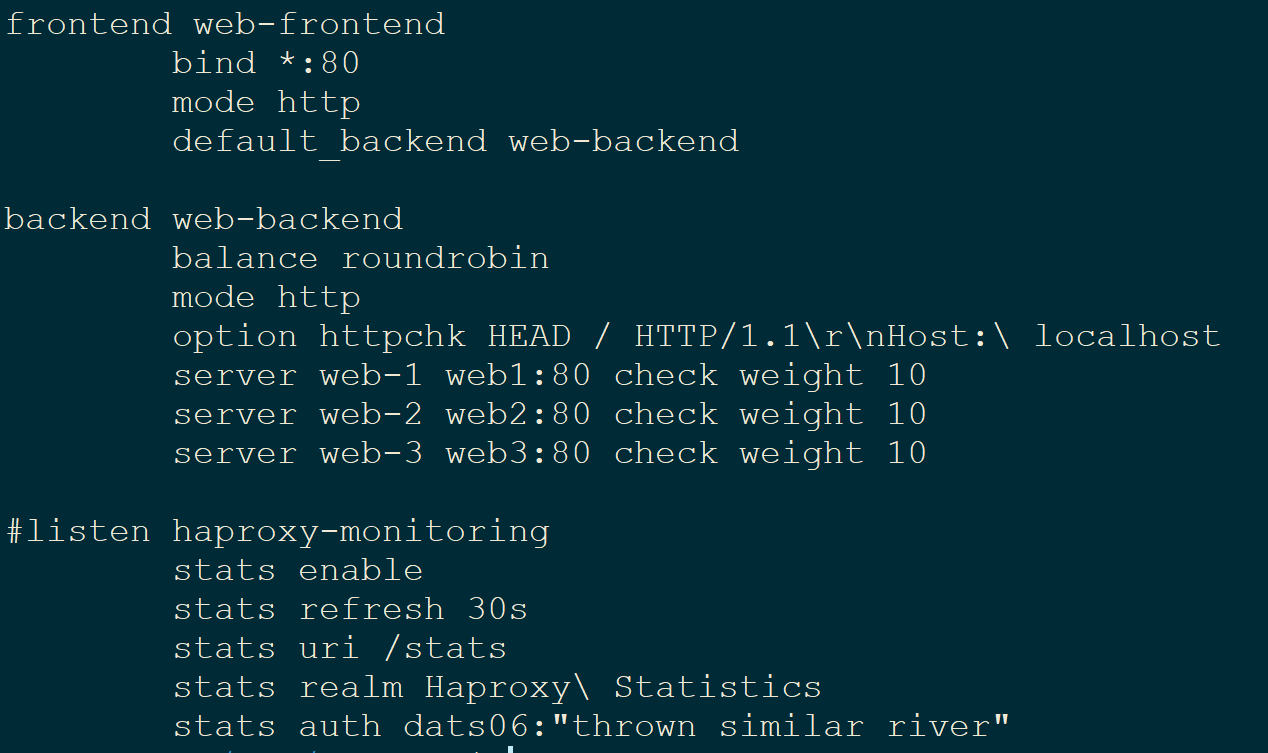 frontend web-frontend
bind *:80
mode http
default_backend web-backend
backend web-backend
balance roundrobin
mode http
option httpchk HEAD / HTTP/1.1\r\nHost:\ localhost
server web-1 web1:80 check weight 10
server web-2 web2:80 check weight 10
server web-3 web3:80 check weight 10
#listen haproxy-monitoring
stats enable
stats refresh 30s
stats uri /stats
stats realm Haproxy\ Statistics
stats auth dats06:"thrown similar river"